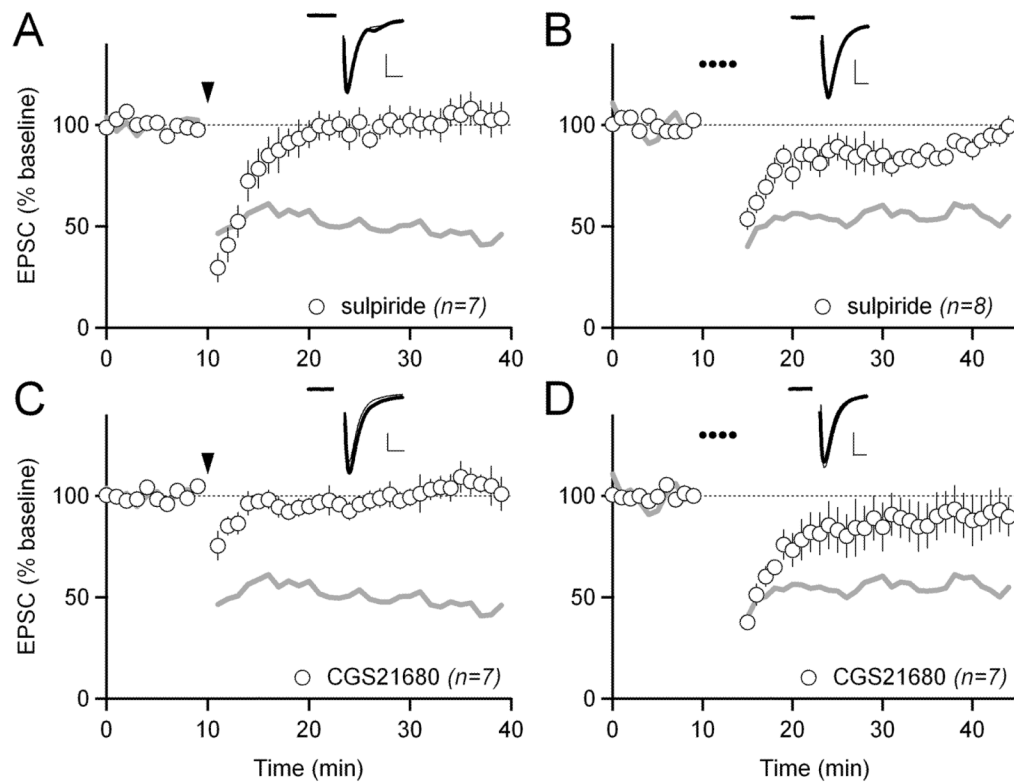 A
EPSC (% baseline)
100
50
0
sulpiride (n=7)
0 10 20 30 40
B
100
50
0
sulpiride (n=8)
0 10 20 30 40
C
EPSC (% baseline)
100
50
0
CGS21680 (n=7)
0 10 20 30 40
Time (min)
D
100
50
0
CGS21680 (n=7)
0 10 20 30 40
Time (min)